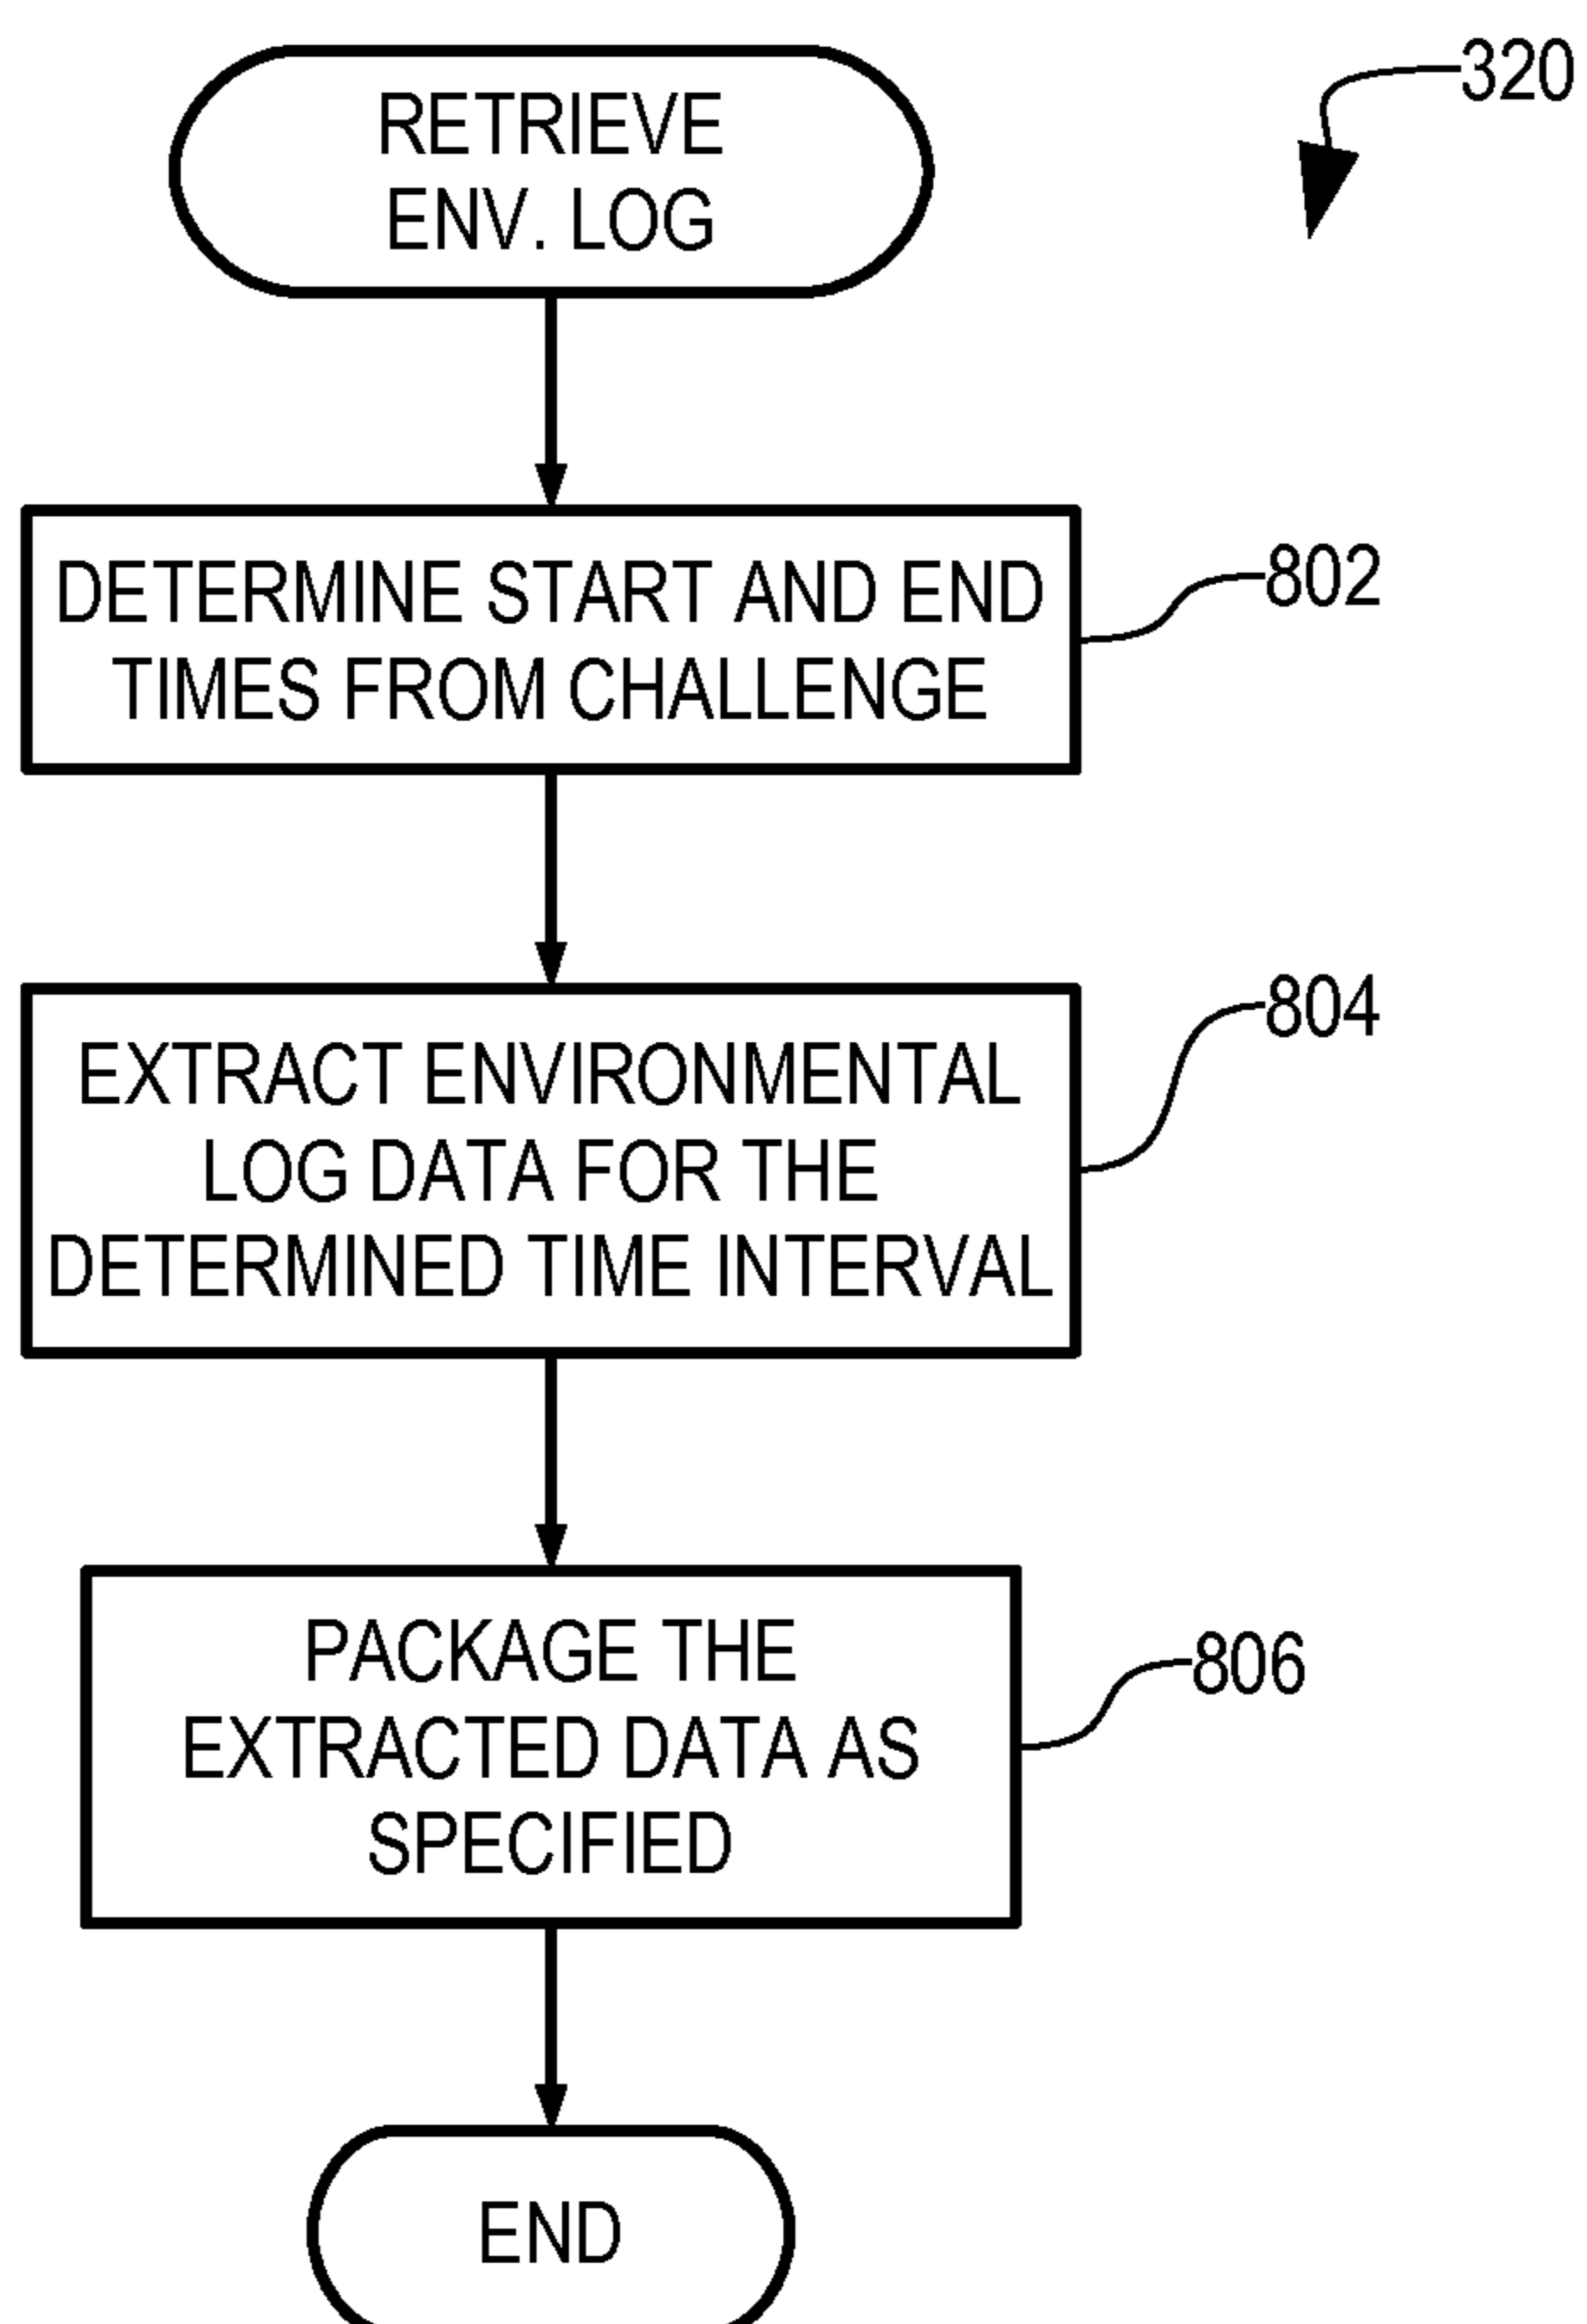 320
RETRIEVE
ENV. LOG
DETERMINE START AND END
TIMES FROM CHALLENGE
802
EXTRACT ENVIRONMENTAL
LOG DATA FOR THE
DETERMINED TIME INTERVAL
804
PACKAGE THE
EXTRACTED DATA AS
SPECIFIED
806
END